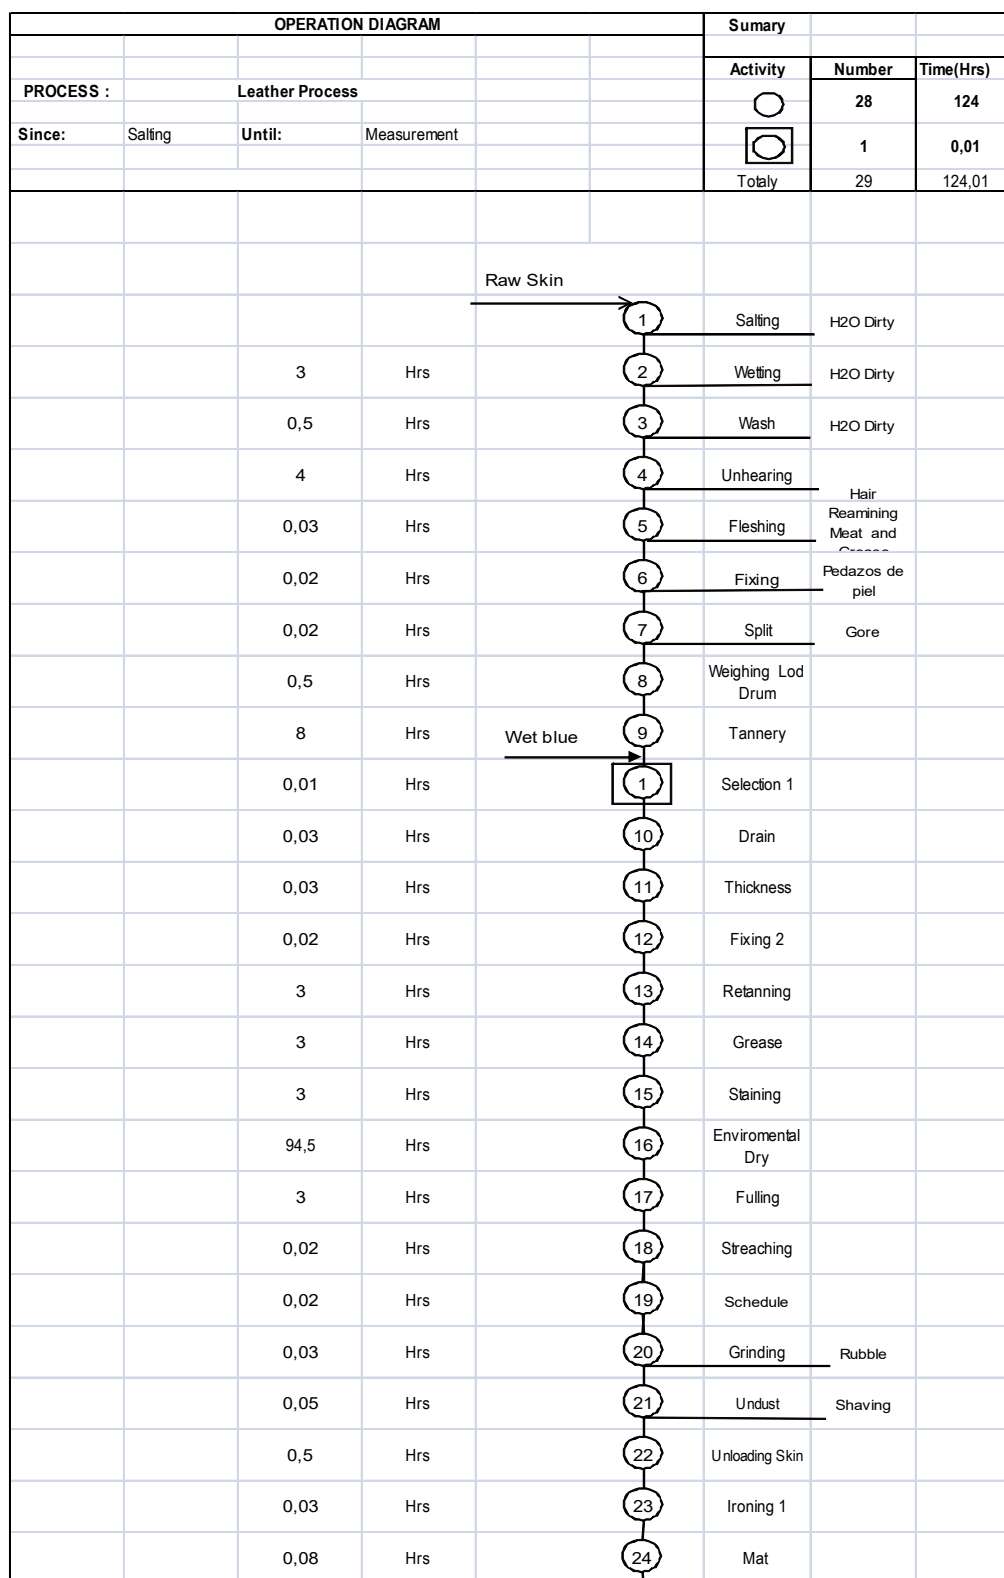 OPERATION DIAGRAM Sumary
Activity Number Time(Hrs)
PROCESS : Leather Process
28 124
Since: Salting Until: Measurement
1 0,01
Totaly 29 124,01
Raw Skin
1 Salting H2O Dirty
3 Hrs 2 Wetting H2O Dirty
0,5 Hrs 3 Wash H2O Dirty
4 Hrs 4 Unhearing
Hair
0,03 Hrs 5 Fleshing Reamining
Meat and
0,02 Hrs 6 Fixing Pedazos de
piel
0,02 Hrs 7 Split Gore
0,5 Hrs 8 Weighing Lod
Drum
8 Hrs 9 Tannery
Wet blue
0,01 Hrs 1 Selection 1
0,03 Hrs 10 Drain
0,03 Hrs 11 Thickness
0,02 Hrs 12 Fixing 2
3 Hrs 13 Retanning
3 Hrs 14 Grease
3 Hrs 15 Staining
94,5 Hrs 16 Enviromental
Dry
3 Hrs 17 Fulling
0,02 Hrs 18 Streaching
0,02 Hrs 19 Schedule
0,03 Hrs 20 Grinding Rubble
0,05 Hrs 21 Undust Shaving
0,5 Hrs 22 Unloading Skin
0,03 Hrs 23 Ironing 1
0,08 Hrs 24 Mat